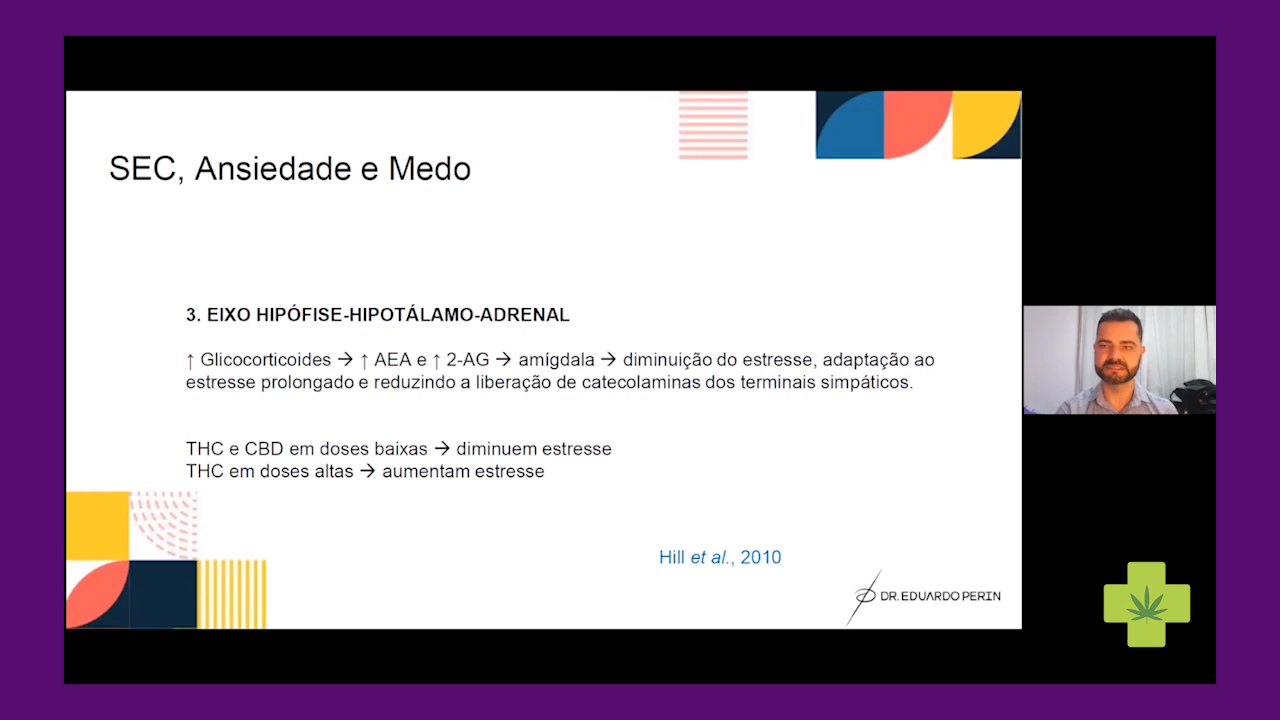 SEC, Ansiedade e Medo
3. EIXO HIPÓFISE-HIPOTÁLAMO-ADRENAL
↑ Glicocorticoides → ↑ AEA e ↑ 2-AG → amígdala → diminuição do estresse, adaptação ao
estresse prolongado e reduzindo a liberação de catecolaminas dos terminais simpáticos.
THC e CBD em doses baixas → diminuem estresse
THC em doses altas → aumentam estresse
Hill et al., 2010
DR. EDUARDO PERIN